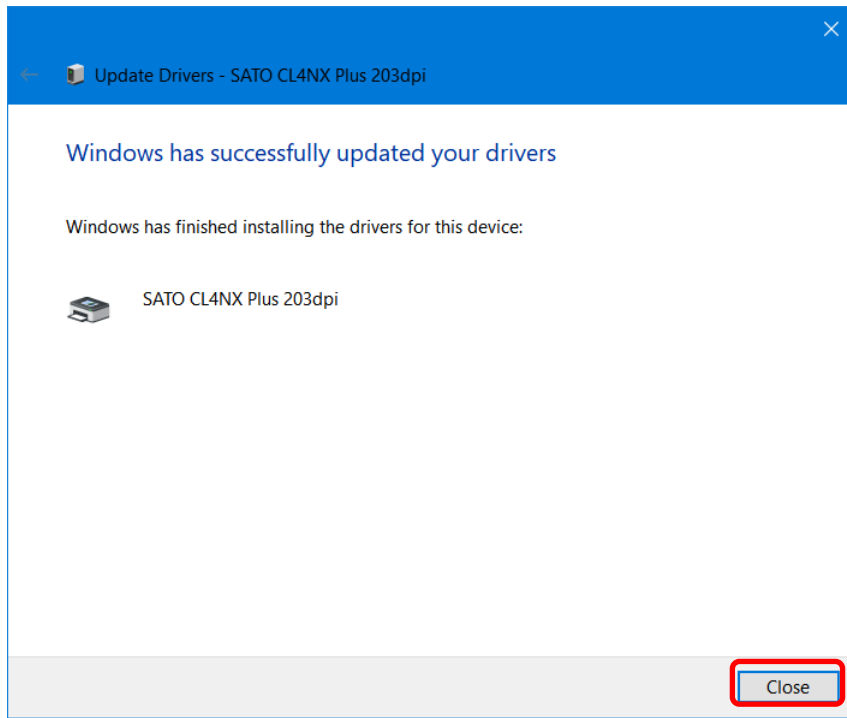 Update Drivers - SATO CL4NX Plus 203dpi
Windows has successfully updated your drivers
Windows has finished installing the drivers for this device:
SATO CL4NX Plus 203dpi
Close